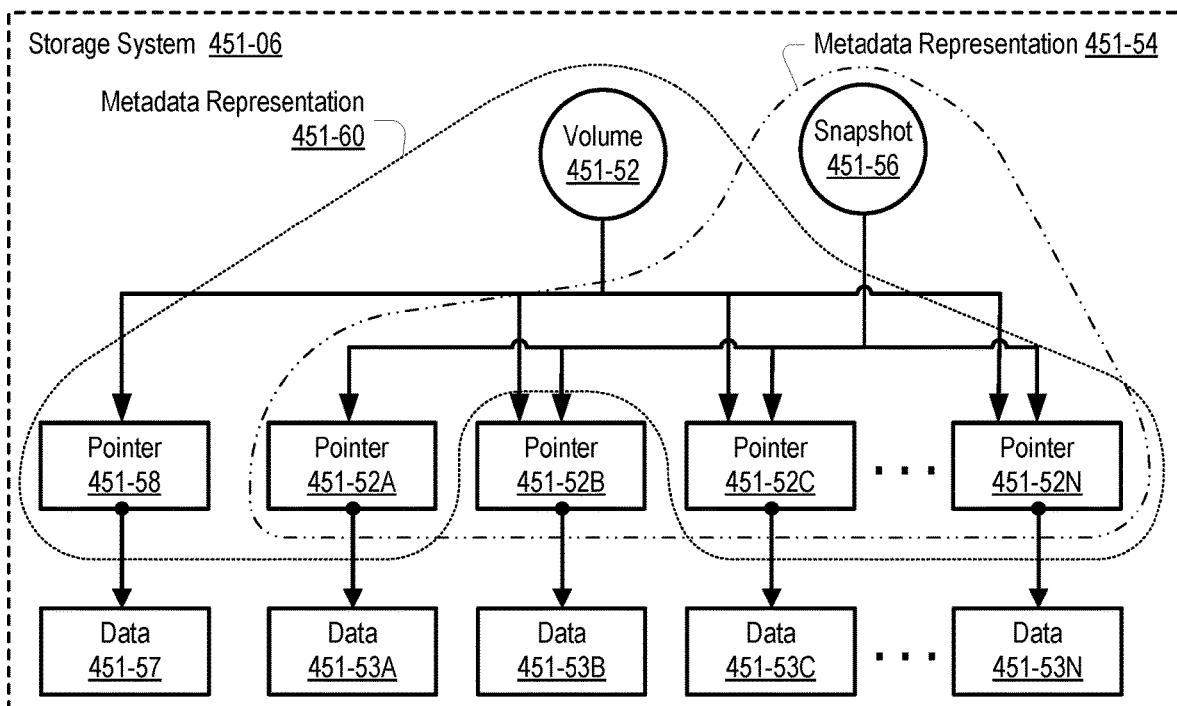 Storage System 451-06
Metadata Representation 451-54
Metadata Representation
451-60
Volume
451-52
Snapshot
451-56
Pointer
451-58
Pointer
451-52A
Pointer
451-52B
Pointer
451-52C
. . .
Pointer
451-52N
Data
451-57
Data
451-53A
Data
451-53B
Data
451-53C
. . .
Data
451-53N